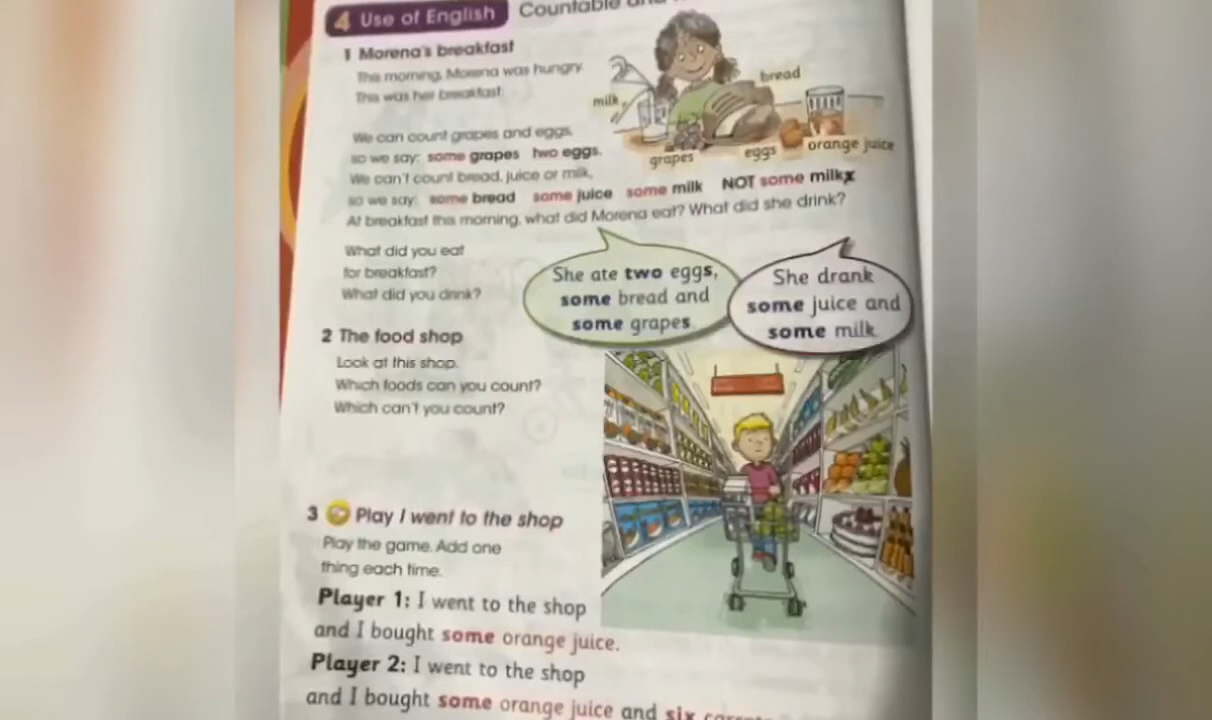 4 Use of English Countable and
1 Morena's breakfast
This morning, Morena was hungry.
This was her breakfast.
bread
milk
orange juice
eggs
grapes
We can count grapes and eggs,
so we say: some grapes two eggs.
We can't count bread, juice or milk,
so we say: some bread some juice some milk NOT some milkx
At breakfast this morning, what did Morena eat? What did she drink?
What did you eat
for breakfast?
What did you drink?
She ate two eggs,
some bread and
some grapes.
She drank
some juice and
some milk.
2 The food shop
Look at this shop.
Which foods can you count?
Which can't you count?
3 Play I went to the shop
Play the game. Add one
thing each time.
Player 1: I went to the shop
and I bought some orange juice.
Player 2: I went to the shop
and I bought some orange juice and six